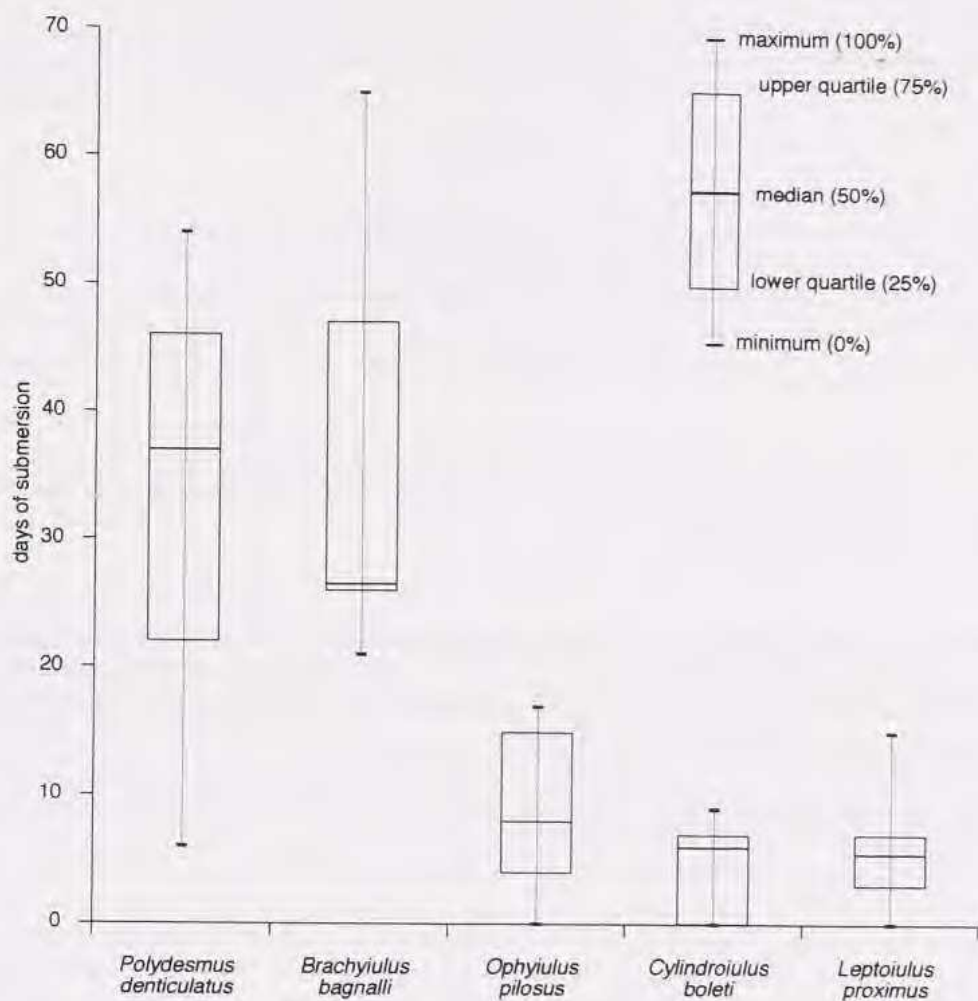 70
60
50
40
30
20
10
0
days of submersion
maximum (100%)
upper quartile (75%)
median (50%)
lower quartile (25%)
minimum (0%)
Polydesmus
denticulatus
Brachyiulus
bagnalli
Ophyiulus
pilosus
Cylindroiulus
boleti
Leptoiulus
proximus